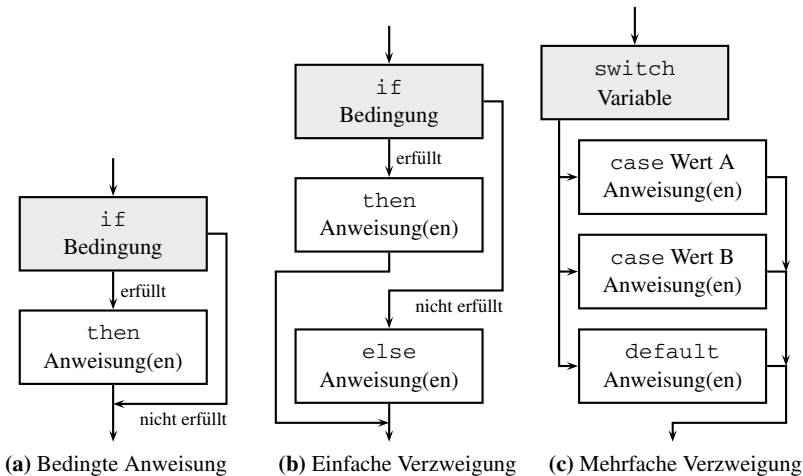 if
Bedingung
erfüllt
then
Anweisung(en)
nicht erfüllt
(a) Bedingte Anweisung
if
Bedingung
erfüllt
then
Anweisung(en)
nicht erfüllt
else
Anweisung(en)
(b) Einfache Verzweigung
switch
Variable
case Wert A
Anweisung(en)
case Wert B
Anweisung(en)
default
Anweisung(en)
(c) Mehrfache Verzweigung